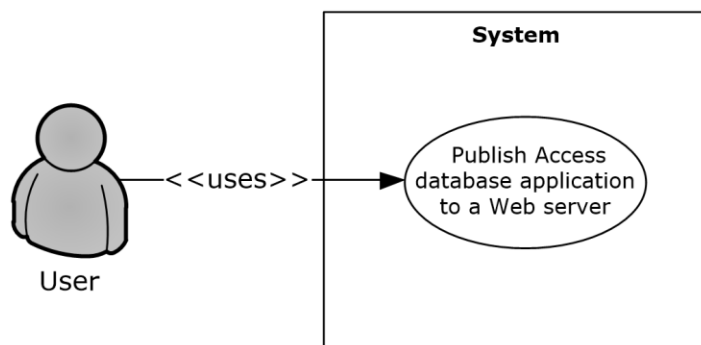 System
Publish Access
database application
to a Web server
<<uses>>
User